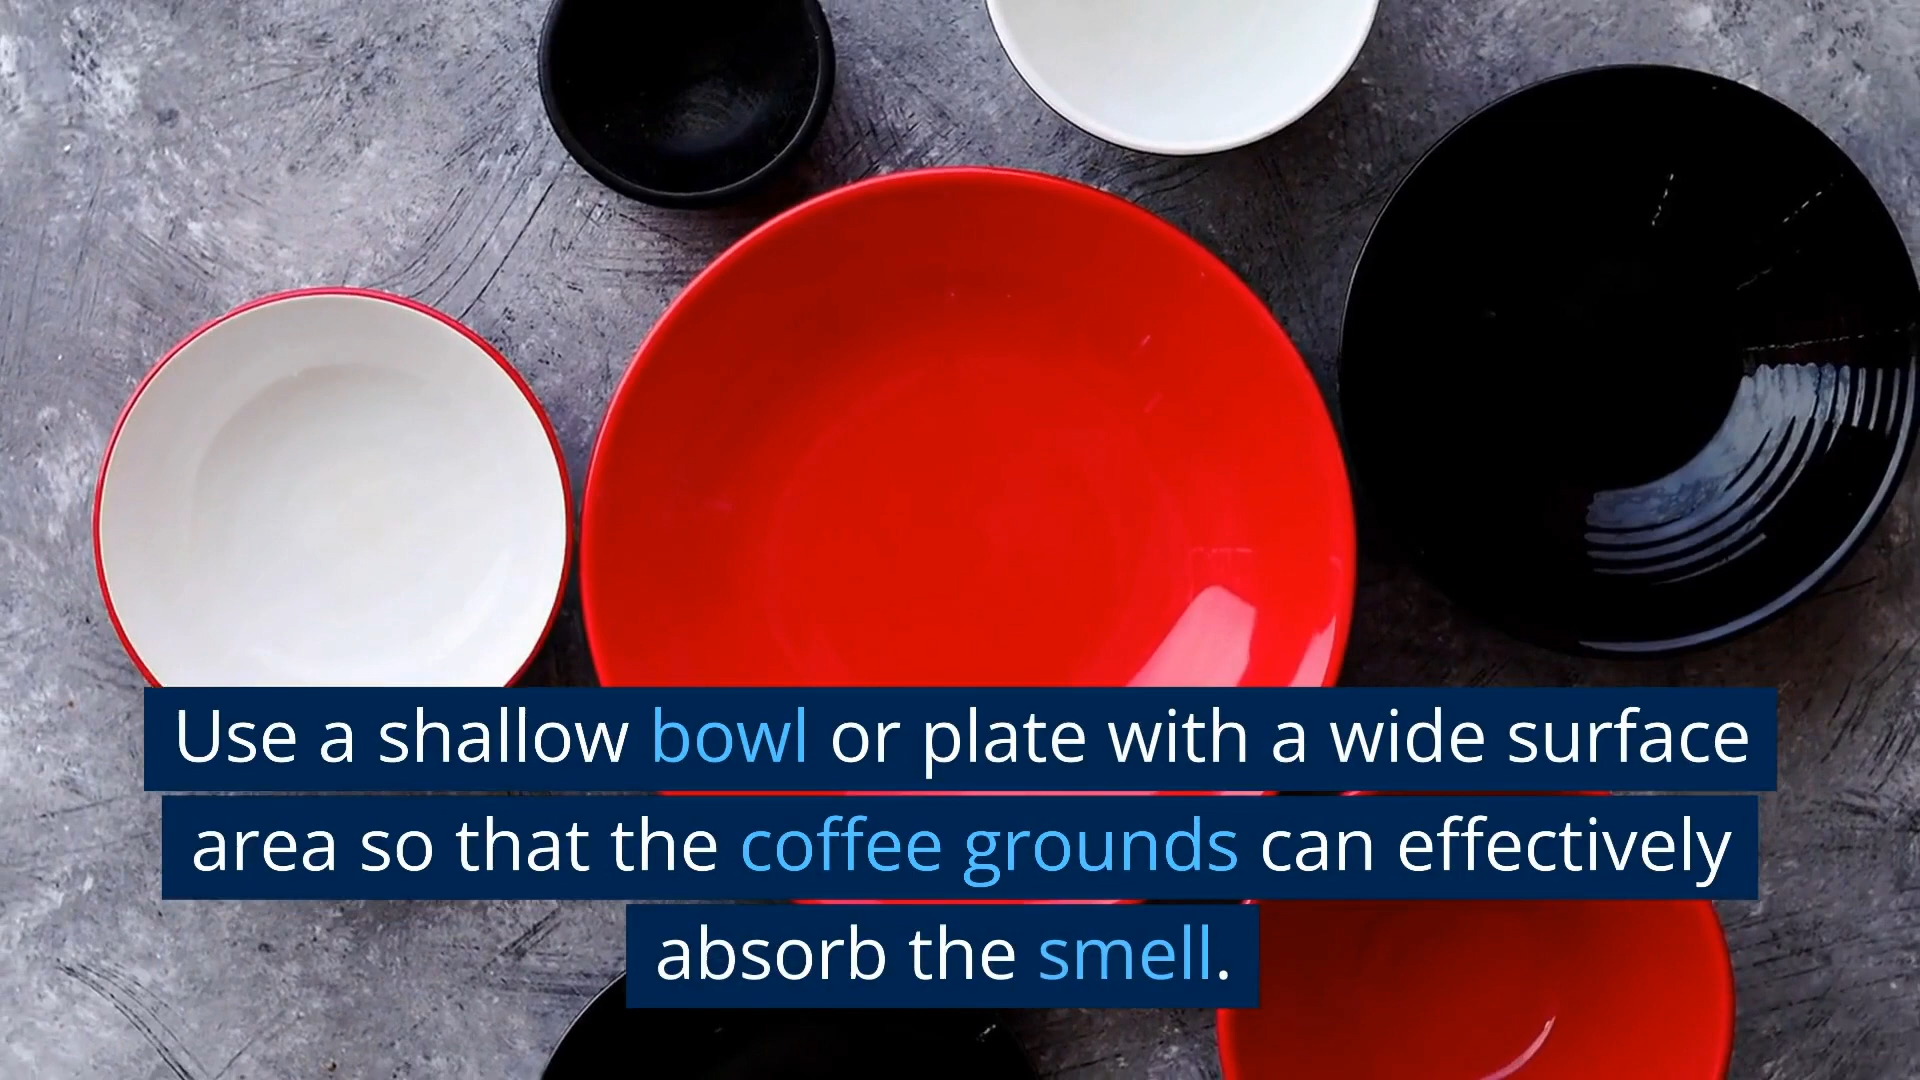 Use a shallow bowl or plate with a wide surface
area so that the coffee grounds can effectively
absorb the smell.